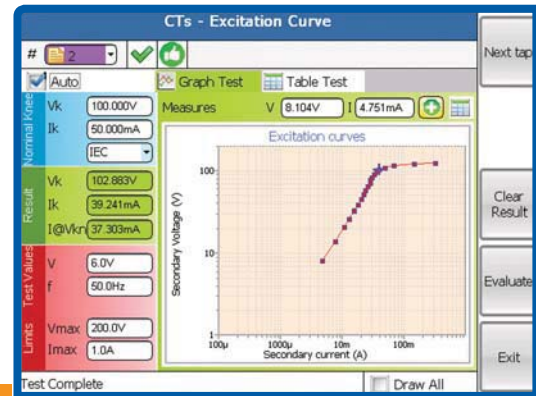 CTs - Excitation Curve
# 2
Next tap
Auto
Graph Test
Table Test
Nominal Knee
Vk 100.000V
Ik 50.000mA
IEC
Measures V 8.104V I 4.751mA
Excitation curves
Secondary Voltage (V)
100
10
1
100µ 1000µ 10m 100m
Secondary current (A)
Result
Vk 102.883V
Ik 39.241mA
I@Vkn 37.303mA
Test Values
V 6.0V
f 50.0Hz
Limits
Vmax 200.0V
Imax 1.0A
Clear
Result
Evaluate
Exit
Test Complete
Draw All